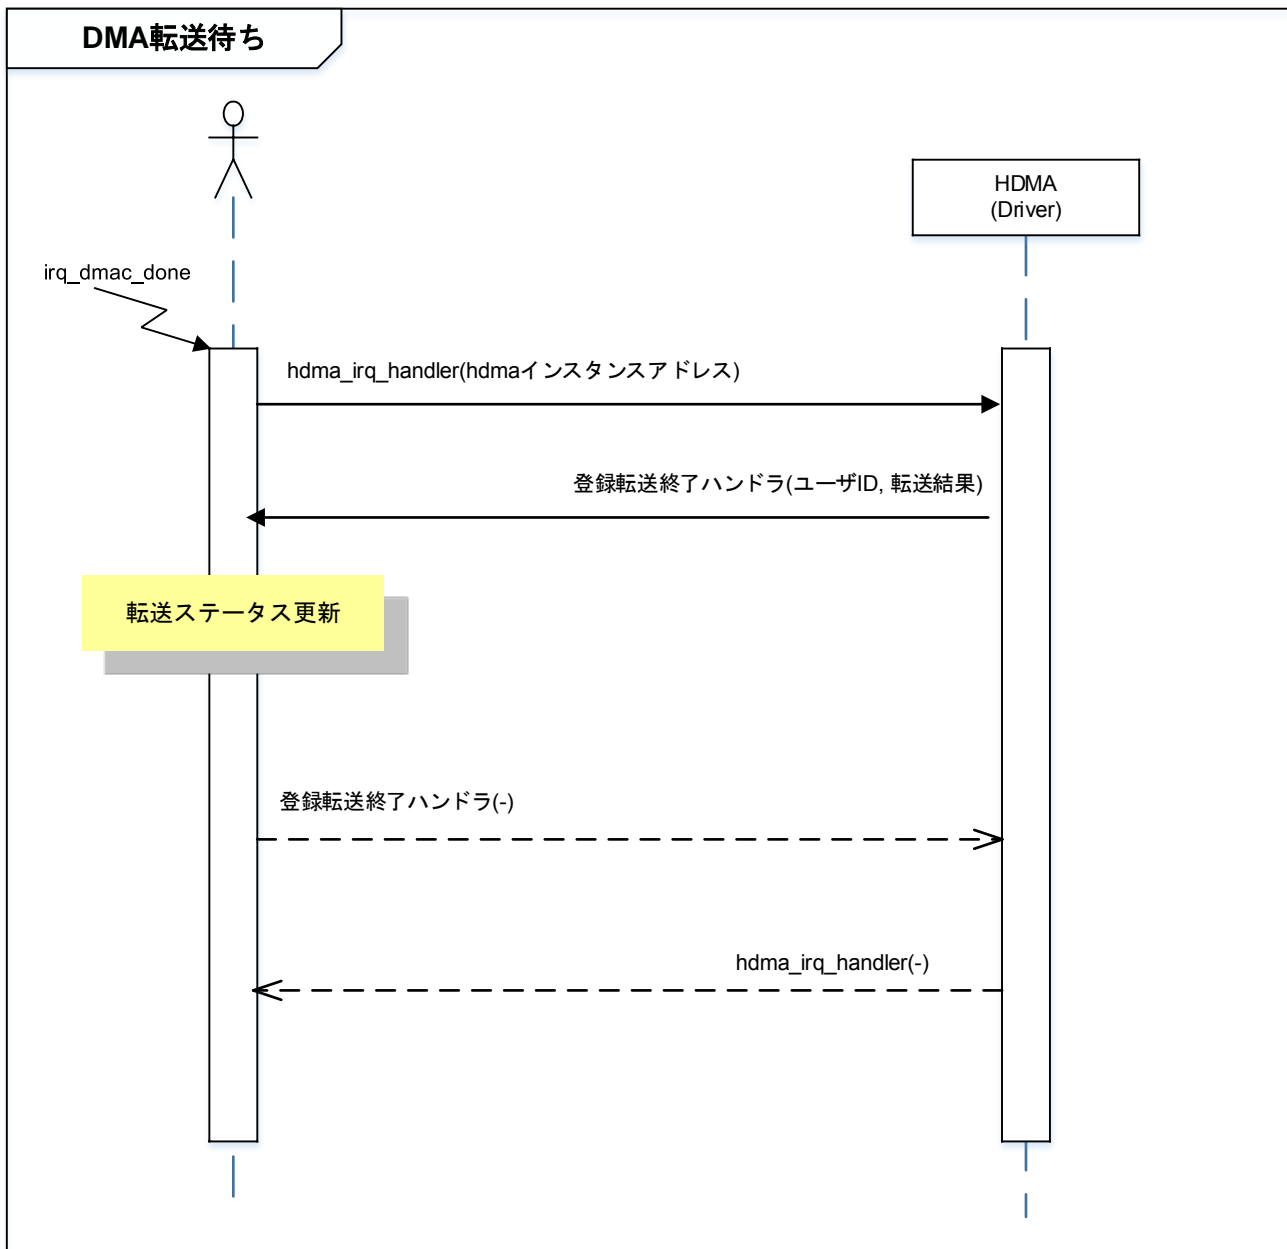 DMA転送待ち
HDMA
(Driver)
irq_dmac_done
hdma_irq_handler(hdmaインスタンスアドレス)
登録転送終了ハンドラ(ユーザID, 転送結果)
転送ステータス更新
登録転送終了ハンドラ(-)
hdma_irq_handler(-)